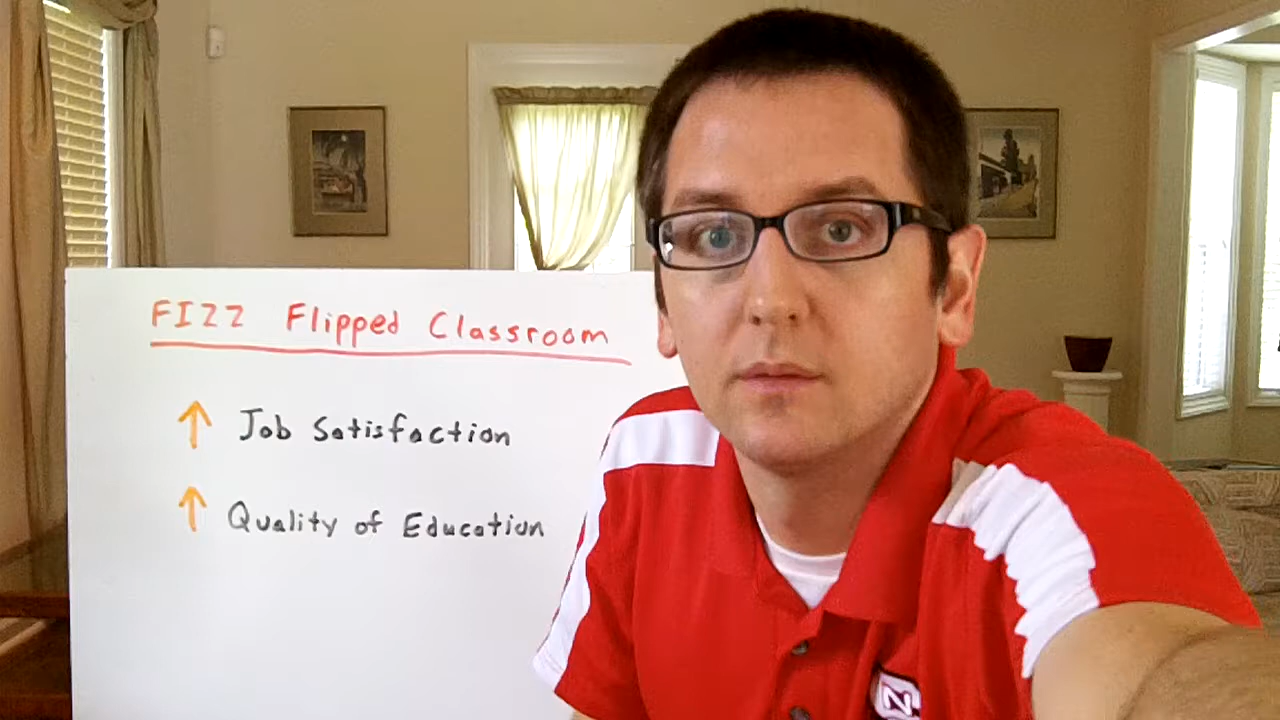 FIZZ Flipped Classroom
↑ Job Satisfaction
↑ Quality of Education
N